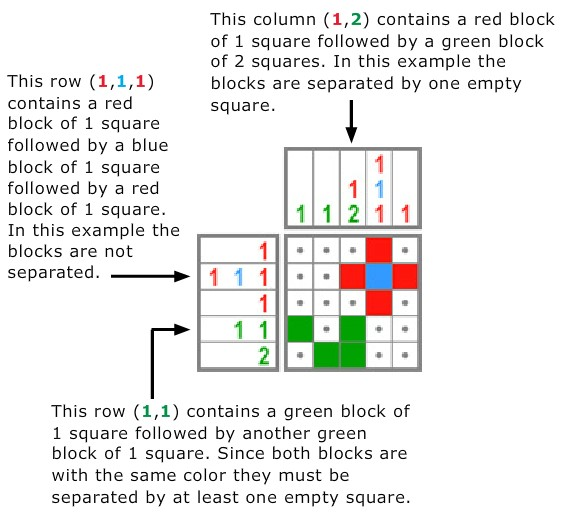 This column (1,2) contains a red block
of 1 square followed by a green block
of 2 squares. In this example the
blocks are separated by one empty
square.
This row (1,1,1)
contains a red
block of 1 square
followed by a blue
block of 1 square
followed by a red
block of 1 square.
In this example the
blocks are not
separated.
1
1 1
1 1 2 1 1
1
1 1 1
1
1 1
2
This row (1,1) contains a green block of
1 square followed by another green
block of 1 square. Since both blocks are
with the same color they must be
separated by at least one empty square.